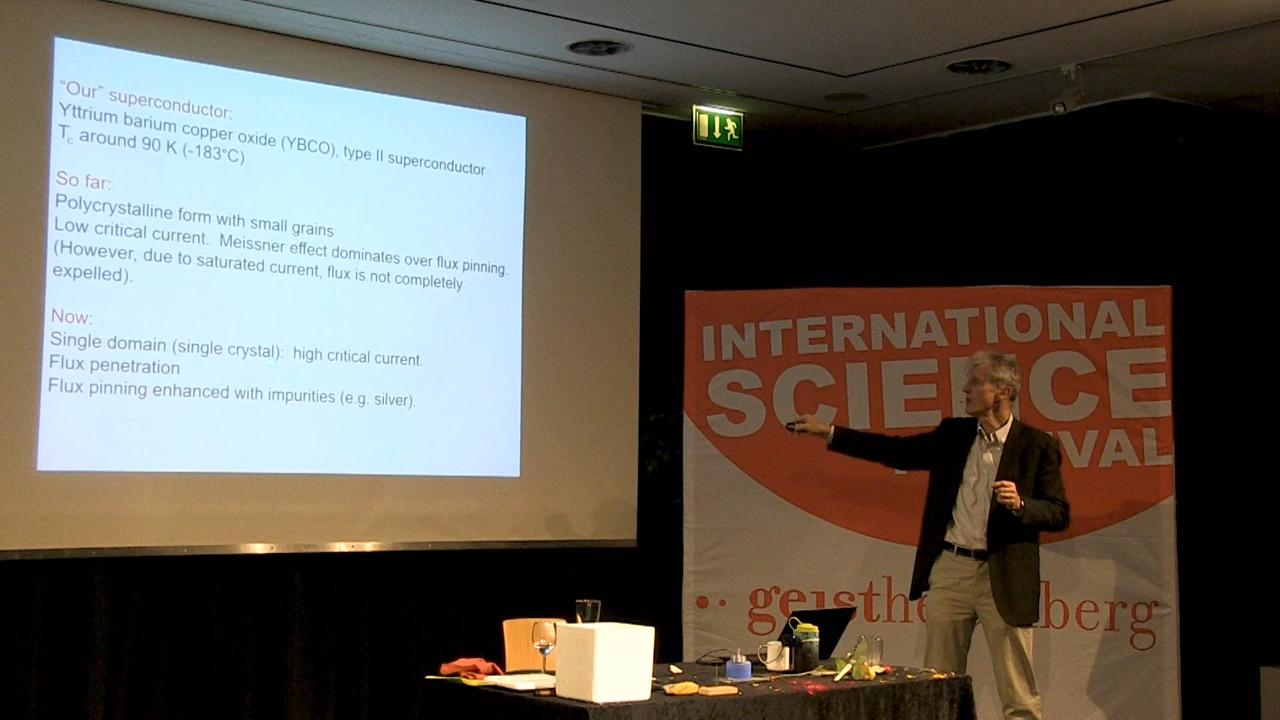 “Our” superconductor:
Yttrium barium copper oxide (YBCO), type II superconductor
Tc around 90 K (-183°C)
So far:
Polycrystalline form with small grains
Low critical current. Meissner effect dominates over flux pinning.
(However, due to saturated current, flux is not completely
expelled).
Now:
Single domain (single crystal): high critical current.
Flux penetration
Flux pinning enhanced with impurities (e.g. silver).
INTERNATIONAL
SCIENCE
VAL
geisthe
berg